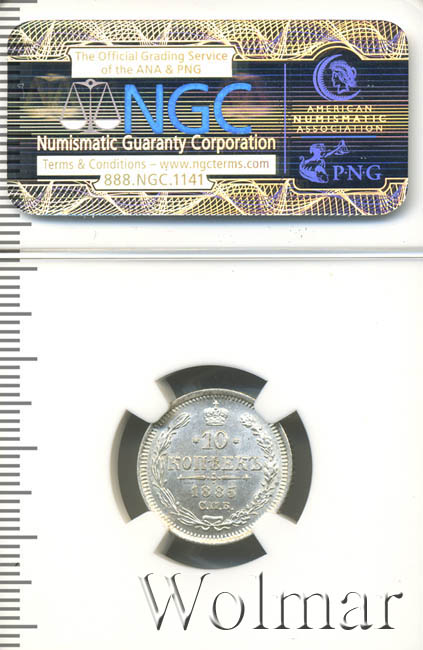 The Official Grading Service
of the ANA & PNG
NGC
Numismatic Guaranty Corporation
Terms & Conditions – www.ngcterms.com
888.NGC.1141
AMERICAN
NUMISMATIC
ASSOCIATION
PNG
·10·
КОПѢЕКЪ
1885
С.П.Б.
Wolmar